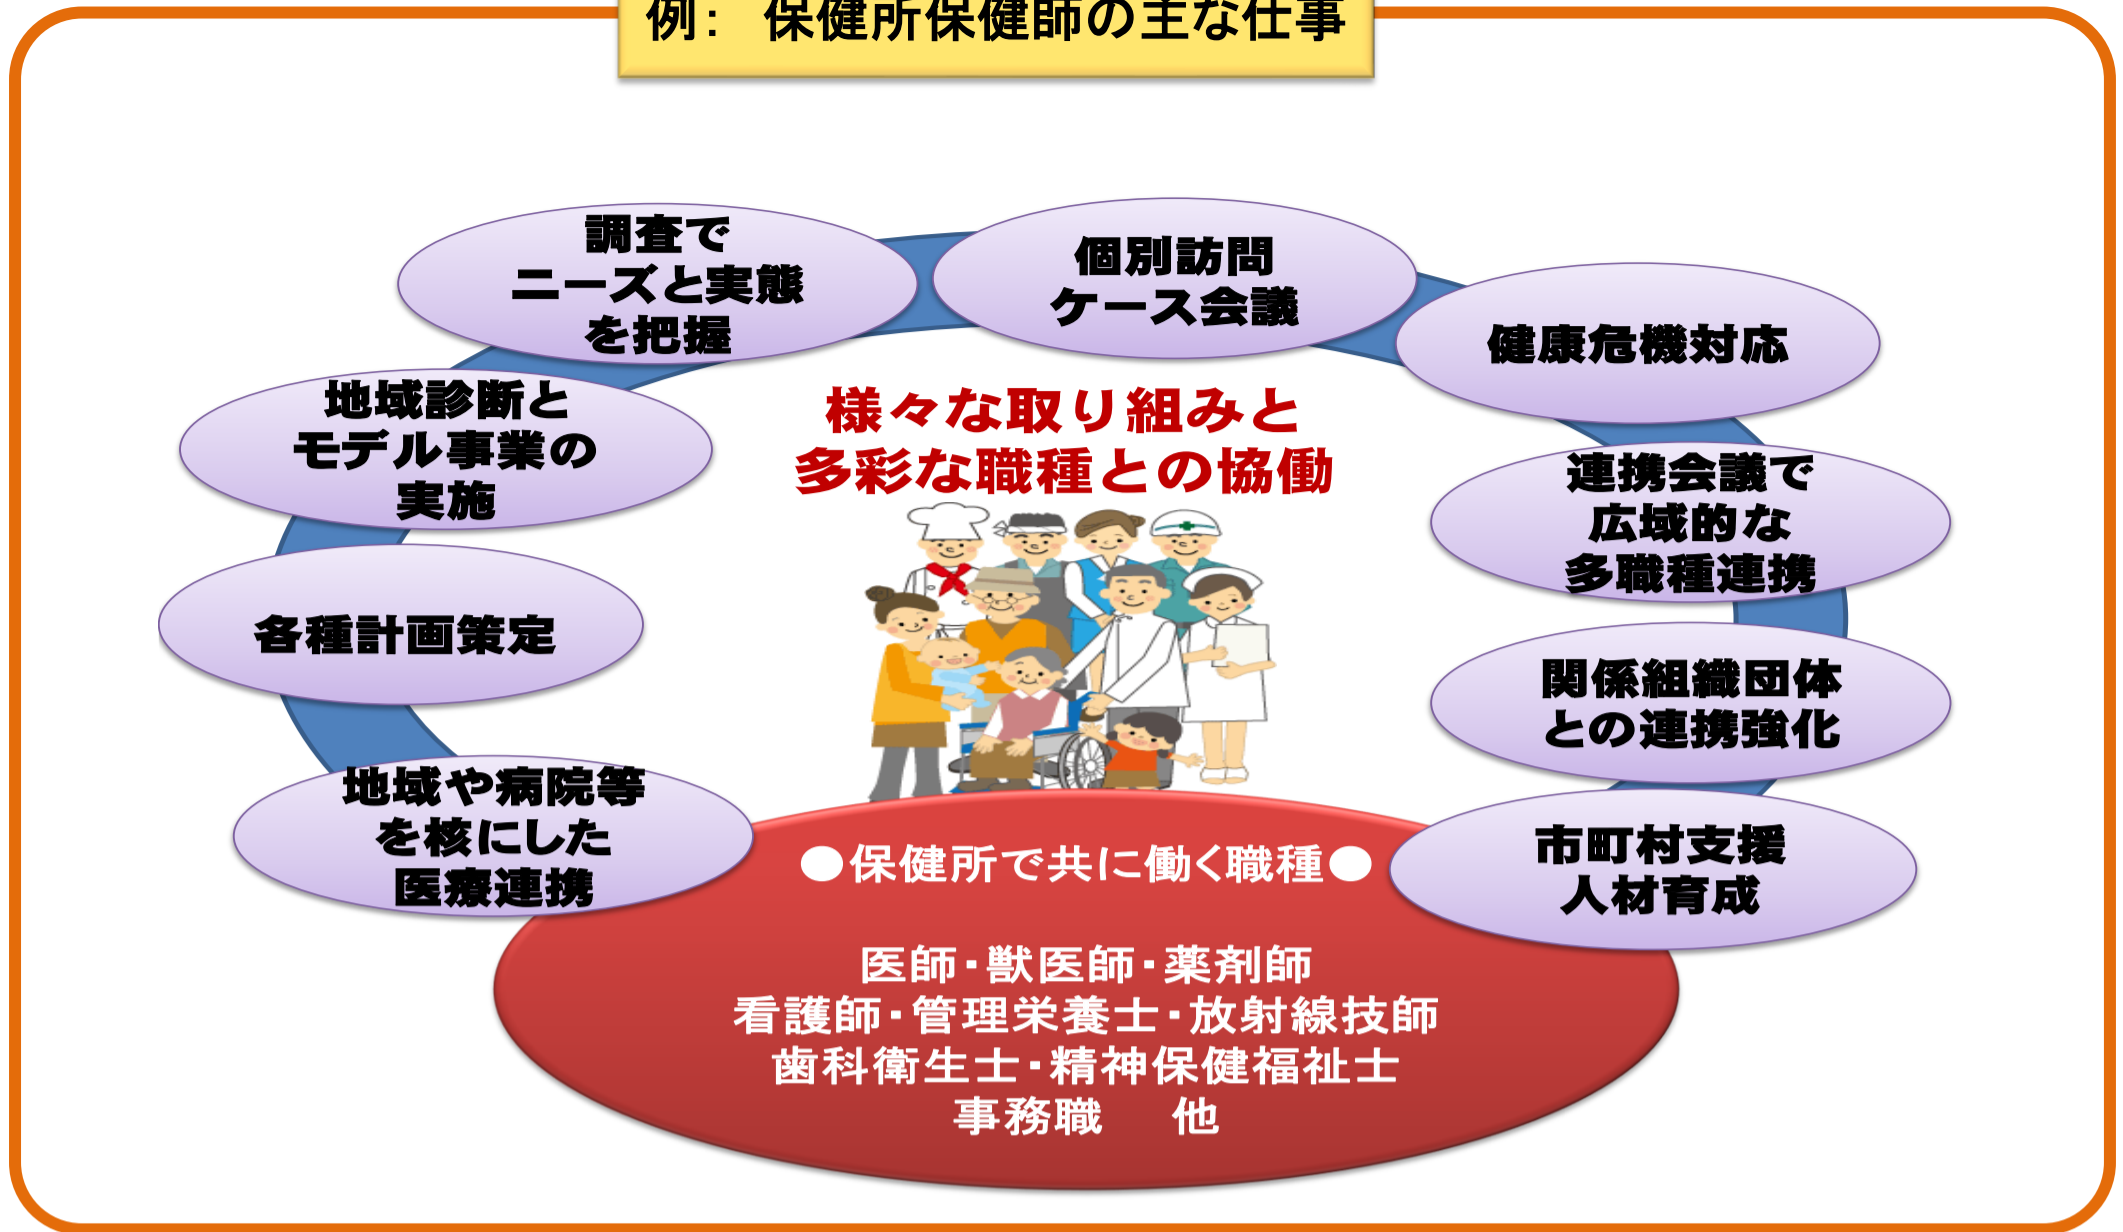 例： 保健所保健師の主な仕事
調査で
ニーズと実態
を把握
個別訪問
ケース会議
健康危機対応
地域診断と
モデル事業の
実施
様々な取り組みと
多彩な職種との協働
連携会議で
広域的な
多職種連携
各種計画策定
関係組織団体
との連携強化
地域や病院等
を核にした
医療連携
市町村支援
人材育成
●保健所で共に働く職種●
医師・獣医師・薬剤師
看護師・管理栄養士・放射線技師
歯科衛生士・精神保健福祉士
事務職　他